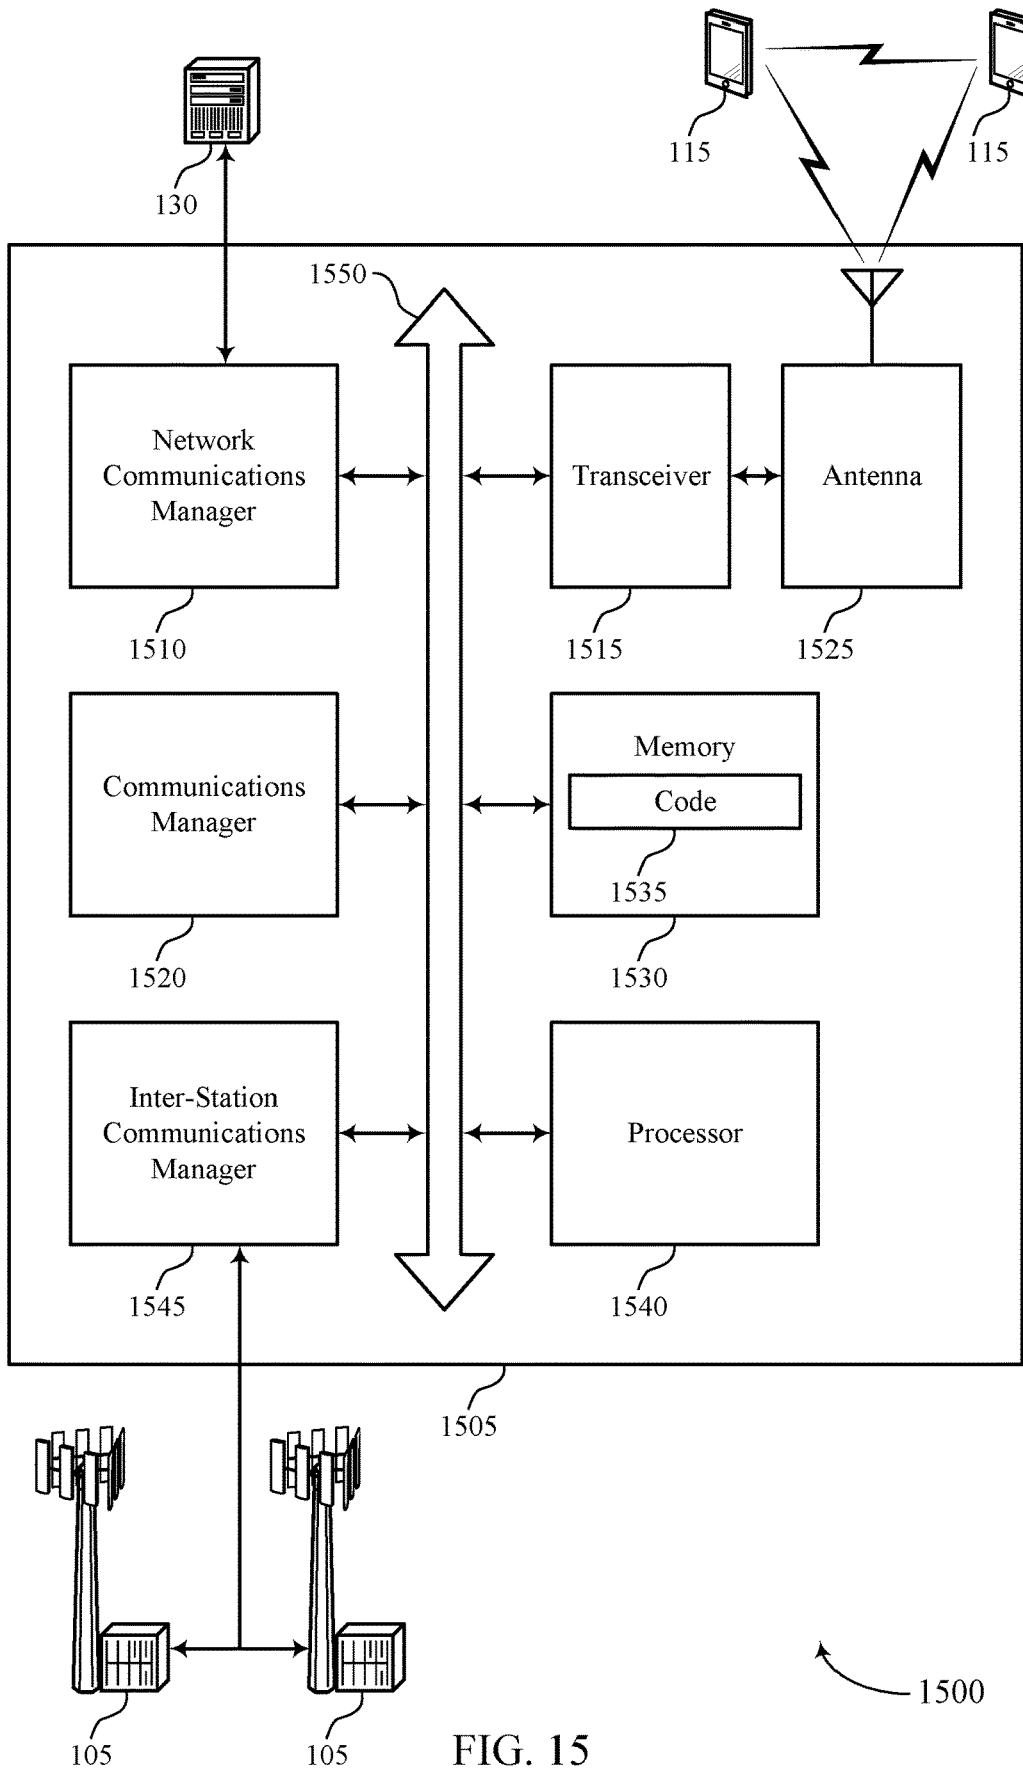 115
115
130
1550
Network
Communications
Manager
Transceiver
Antenna
1510
1515
1525
Communications
Manager
Memory
Code
1535
1520
1530
Inter-Station
Communications
Manager
Processor
1545
1540
1505
1500
105
105
FIG. 15